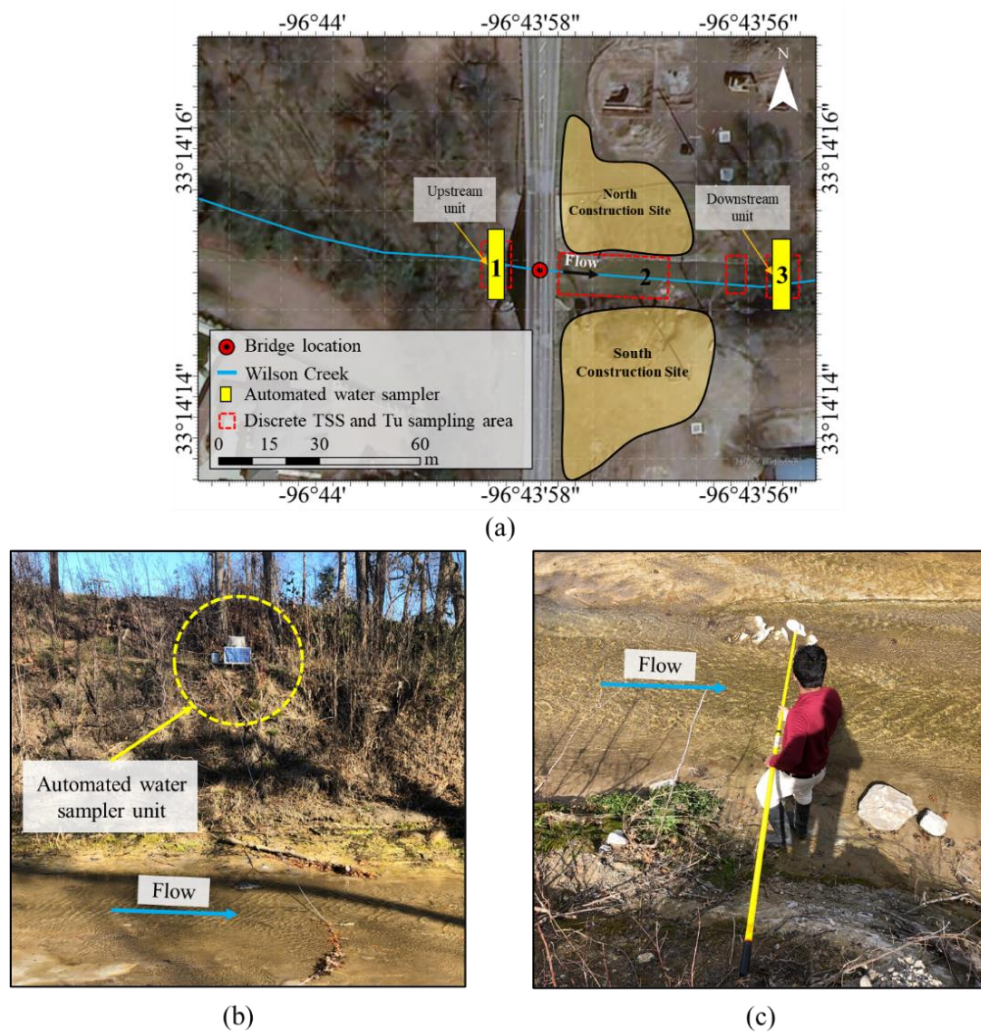 -96°44' -96°43'58" -96°43'56"
33°14'16"
33°14'14"
N
Upstream
unit
North
Construction Site
Downstream
unit
1
Flow
2
3
South
Construction Site
Bridge location
Wilson Creek
Automated water sampler
Discrete TSS and Tu sampling area
0 15 30 60
m
33°14'16"
33°14'14"
-96°44' -96°43'58" -96°43'56"
(a)
Automated water
sampler unit
Flow
Flow
(b)
(c)